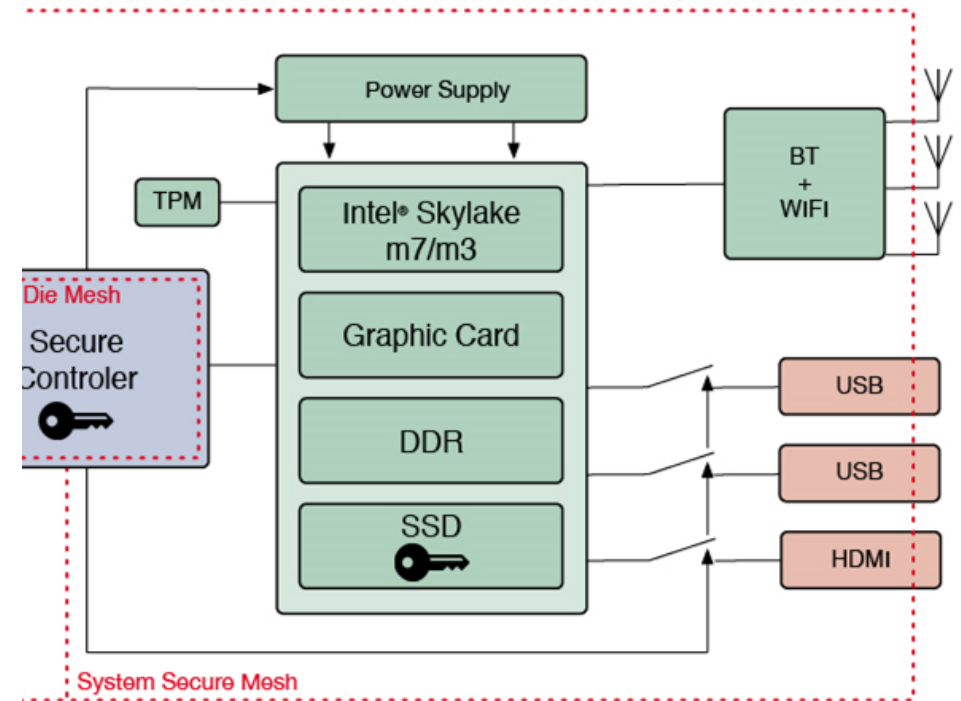 Power Supply
BT
+
WIFI
TPM
Intel® Skylake
m7/m3
Die Mesh
Secure
Controler
Graphic Card
USB
DDR
USB
SSD
HDMI
System Secure Mesh